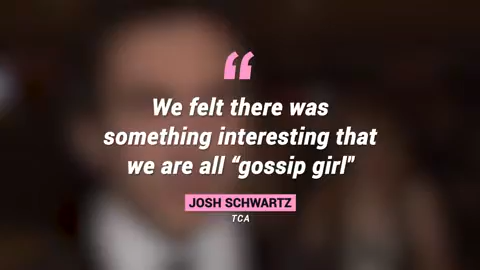 “
We felt there was
something interesting that
we are all “gossip girl”
JOSH SCHWARTZ
TCA